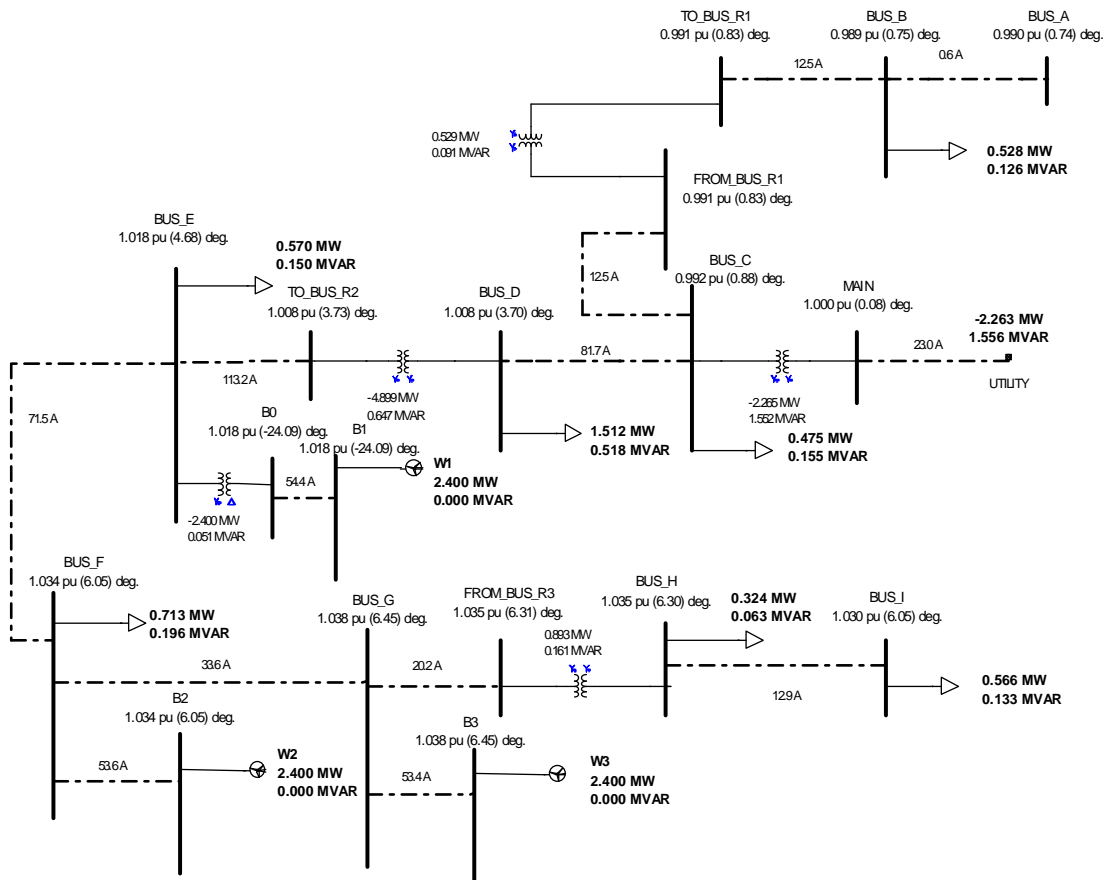 TO_BUS_R1
0.991 pu (0.83) deg.
BUS_B
0.989 pu (0.75) deg.
BUS_A
0.990 pu (0.74) deg.
12.5 A
0.6 A
0.529 MW
0.091 MVAR
0.528 MW
0.126 MVAR
FROM_BUS_R1
0.991 pu (0.83) deg.
BUS_E
1.018 pu (4.68) deg.
0.570 MW
0.150 MVAR
TO_BUS_R2
1.008 pu (3.73) deg.
BUS_D
1.008 pu (3.70) deg.
12.5 A
BUS_C
0.992 pu (0.88) deg.
MAIN
1.000 pu (0.08) deg.
-2.263 MW
1.556 MVAR
113.2 A
81.7 A
23.0 A
UTILITY
-4.899 MW
0.647 MVAR
-2.265 MW
1.552 MVAR
71.5 A
B0
1.018 pu (-24.09) deg.
B1
1.018 pu (-24.09) deg.
1.512 MW
0.518 MVAR
0.475 MW
0.155 MVAR
54.4 A
W1
2.400 MW
0.000 MVAR
-2.400 MW
0.051 MVAR
BUS_F
1.034 pu (6.05) deg.
0.713 MW
0.196 MVAR
BUS_G
1.038 pu (6.45) deg.
FROM_BUS_R3
1.035 pu (6.31) deg.
BUS_H
1.035 pu (6.30) deg.
0.324 MW
0.063 MVAR
BUS_I
1.030 pu (6.05) deg.
0.893 MW
0.161 MVAR
33.6 A
20.2 A
12.9 A
0.566 MW
0.133 MVAR
B2
1.034 pu (6.05) deg.
B3
1.038 pu (6.45) deg.
53.6 A
W2
2.400 MW
0.000 MVAR
53.4 A
W3
2.400 MW
0.000 MVAR